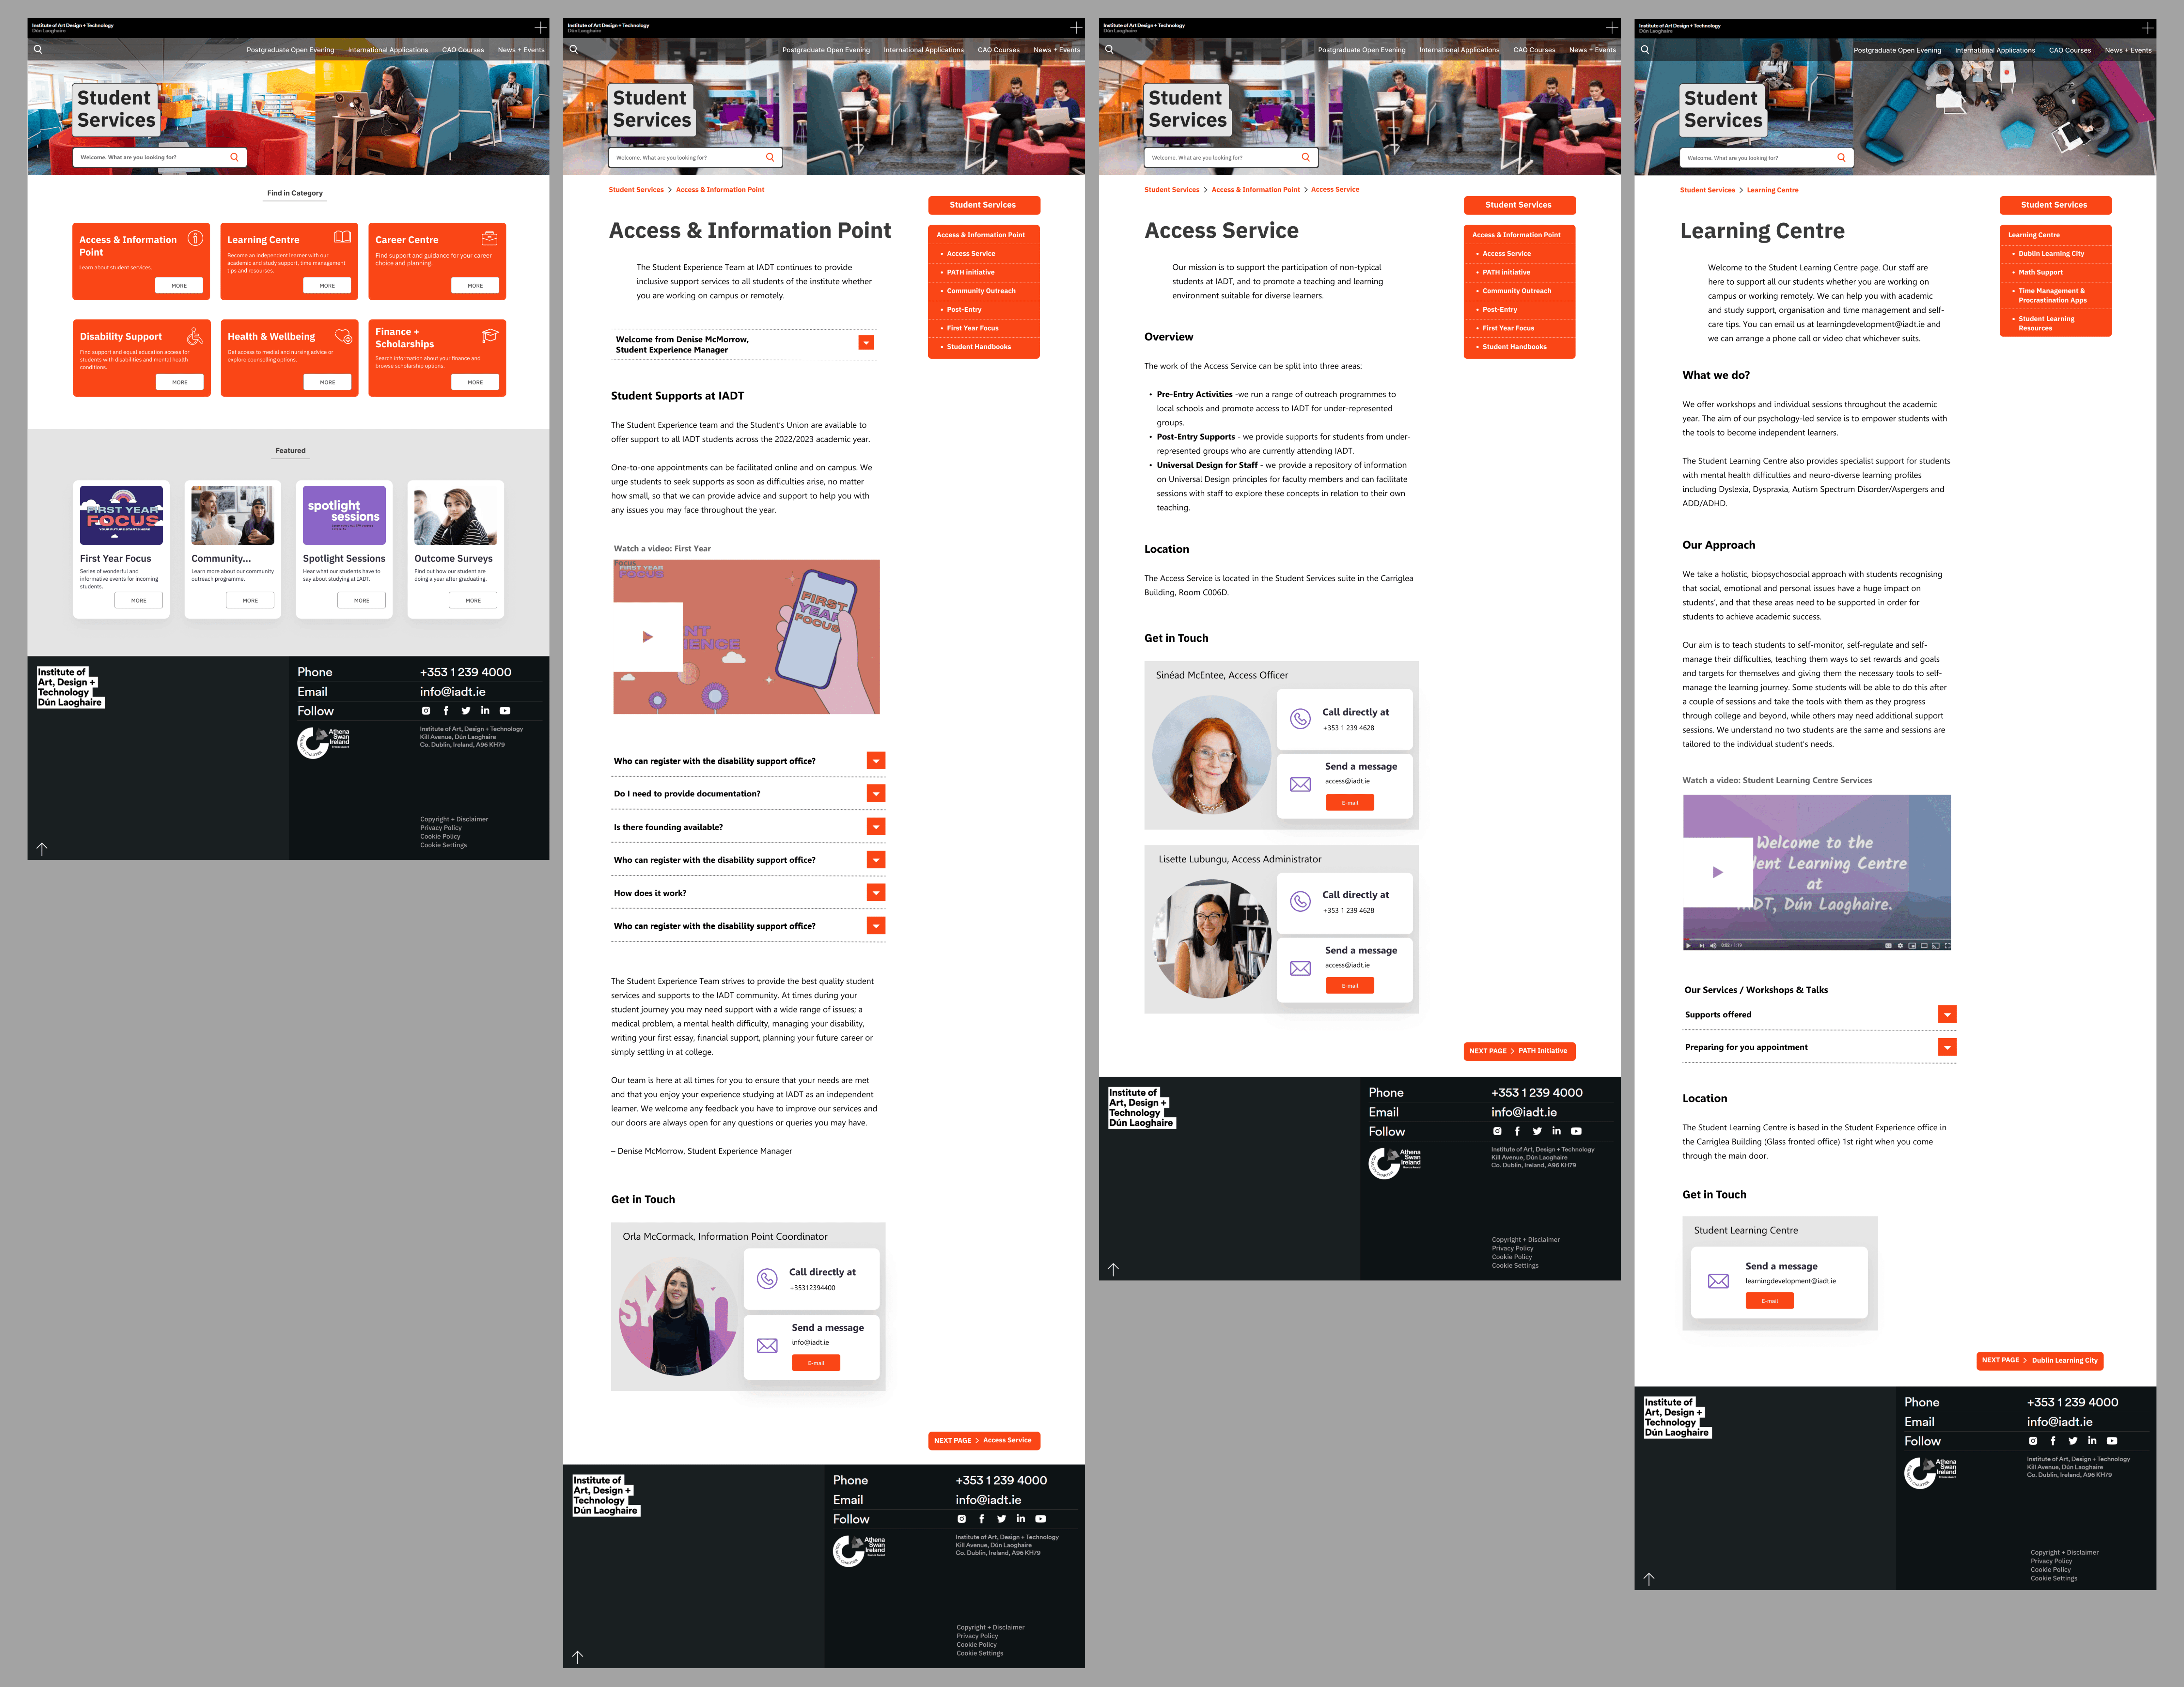 Institute of Art Design + Technology
Dún Laoghaire
Postgraduate Open Evening
International Applications
CAO Courses
News + Events
Student
Services
Welcome. What are you looking for?
Find in Category
Access & Information
Point
Learn about student services.
MORE
Learning Centre
Become an independent learner with our
academic and study support, time management
tips and resourses.
MORE
Career Centre
Find support and guidance for your career
choice and planning.
MORE
Disability Support
Find support and equal education access for
students with disabilities and mental health
conditions.
MORE
Health & Wellbeing
Get access to medial and nursing advice or
explore counselling options.
MORE
Finance +
Scholarships
Search information about your finance and
browse scholarship options.
MORE
Featured
FIRST YEAR
FOCUS
YOUR FUTURE STARTS HERE
First Year Focus
Series of wonderful and
informative events for incoming
students.
MORE
Community...
Learn more about our community
outreach programme.
MORE
spotlight
sessions
Spotlight Sessions
Hear what our students have to
say about studying at IADT.
MORE
Outcome Surveys
Find out how our student are
doing a year after graduating.
MORE
Institute of
Art, Design +
Technology
Dún Laoghaire
Phone
+353 1 239 4000
Email
info@iadt.ie
Follow
Athena
Swan
Ireland
Institute of Art, Design + Technology
Kill Avenue, Dún Laoghaire
Co. Dublin, Ireland, A96 KH79
Copyright + Disclaimer
Privacy Policy
Cookie Policy
Cookie Settings
Institute of Art Design + Technology
Dún Laoghaire
Postgraduate Open Evening
International Applications
CAO Courses
News + Events
Student
Services
Welcome. What are you looking for?
Student Services > Access & Information Point
Student Services
Access & Information Point
• Access Service
• PATH initiative
• Community Outreach
• Post-Entry
• First Year Focus
• Student Handbooks
Access & Information Point
The Student Experience Team at IADT continues to provide
inclusive support services to all students of the institute whether
you are working on campus or remotely.
Welcome from Denise McMorrow,
Student Experience Manager
Student Supports at IADT
The Student Experience team and the Student's Union are available to
offer support to all IADT students across the 2022/2023 academic year.
One-to-one appointments can be facilitated online and on campus. We
urge students to seek supports as soon as difficulties arise, no matter
how small, so that we can provide advice and support to help you with
any issues you may face throughout the year.
Watch a video: First Year
Focus
FIRST YEAR
FOCUS
NT
IENCE
FIRST
YEAR
FOCUS
Who can register with the disability support office?
Do I need to provide documentation?
Is there founding available?
Who can register with the disability support office?
How does it work?
Who can register with the disability support office?
The Student Experience Team strives to provide the best quality student
services and supports to the IADT community. At times during your
student journey you may need support with a wide range of issues; a
medical problem, a mental health difficulty, managing your disability,
writing your first essay, financial support, planning your future career or
simply settling in at college.
Our team is here at all times for you to ensure that your needs are met
and that you enjoy your experience studying at IADT as an independent
learner. We welcome any feedback you have to improve our services and
our doors are always open for any questions or queries you may have.
– Denise McMorrow, Student Experience Manager
Get in Touch
Orla McCormack, Information Point Coordinator
Call directly at
+35312394400
Send a message
info@iadt.ie
E-mail
NEXT PAGE > Access Service
Institute of
Art, Design +
Technology
Dún Laoghaire
Phone
+353 1 239 4000
Email
info@iadt.ie
Follow
Athena
Swan
Ireland
Institute of Art, Design + Technology
Kill Avenue, Dún Laoghaire
Co. Dublin, Ireland, A96 KH79
Copyright + Disclaimer
Privacy Policy
Cookie Policy
Cookie Settings
Institute of Art Design + Technology
Dún Laoghaire
Postgraduate Open Evening
International Applications
CAO Courses
News + Events
Student
Services
Welcome. What are you looking for?
Student Services > Access & Information Point > Access Service
Student Services
Access & Information Point
• Access Service
• PATH initiative
• Community Outreach
• Post-Entry
• First Year Focus
• Student Handbooks
Access Service
Our mission is to support the participation of non-typical
students at IADT, and to promote a teaching and learning
environment suitable for diverse learners.
Overview
The work of the Access Service can be split into three areas:
• Pre-Entry Activities -we run a range of outreach programmes to
local schools and promote access to IADT for under-represented
groups.
• Post-Entry Supports - we provide supports for students from under-
represented groups who are currently attending IADT.
• Universal Design for Staff - we provide a repository of information
on Universal Design principles for faculty members and can facilitate
sessions with staff to explore these concepts in relation to their own
teaching.
Location
The Access Service is located in the Student Services suite in the Carriglea
Building, Room C006D.
Get in Touch
Sinéad McEntee, Access Officer
Call directly at
+353 1 239 4628
Send a message
access@iadt.ie
E-mail
Lisette Lubungu, Access Administrator
Call directly at
+353 1 239 4628
Send a message
access@iadt.ie
E-mail
NEXT PAGE > PATH Initiative
Institute of
Art, Design +
Technology
Dún Laoghaire
Phone
+353 1 239 4000
Email
info@iadt.ie
Follow
Athena
Swan
Ireland
Institute of Art, Design + Technology
Kill Avenue, Dún Laoghaire
Co. Dublin, Ireland, A96 KH79
Copyright + Disclaimer
Privacy Policy
Cookie Policy
Cookie Settings
Institute of Art Design + Technology
Dún Laoghaire
Postgraduate Open Evening
International Applications
CAO Courses
News + Events
Student
Services
Welcome. What are you looking for?
Student Services > Learning Centre
Student Services
Learning Centre
• Dublin Learning City
• Math Support
• Time Management &
Procrastination Apps
• Student Learning
Resources
Learning Centre
Welcome to the Student Learning Centre page. Our staff are
here to support all our students whether you are working on
campus or working remotely. We can help you with academic
and study support, organisation and time management and self-
care tips. You can email us at learningdevelopment@iadt.ie and
we can arrange a phone call or video chat whichever suits.
What we do?
We offer workshops and individual sessions throughout the academic
year. The aim of our psychology-led service is to empower students with
the tools to become independent learners.
The Student Learning Centre also provides specialist support for students
with mental health difficulties and neuro-diverse learning profiles
including Dyslexia, Dyspraxia, Autism Spectrum Disorder/Aspergers and
ADD/ADHD.
Our Approach
We take a holistic, biopsychosocial approach with students recognising
that social, emotional and personal issues have a huge impact on
students', and that these areas need to be supported in order for
students to achieve academic success.
Our aim is to teach students to self-monitor, self-regulate and self-
manage their difficulties, teaching them ways to set rewards and goals
and targets for themselves and giving them the necessary tools to self-
manage the learning journey. Some students will be able to do this after
a couple of sessions and take the tools with them as they progress
through college and beyond, while others may need additional support
sessions. We understand no two students are the same and sessions are
tailored to the individual student's needs.
Watch a video: Student Learning Centre Services
Welcome to the
dent Learning Centre
at
DT, Dún Laoghaire.
0:03 / 1:19
Our Services / Workshops & Talks
Supports offered
Preparing for you appointment
Location
The Student Learning Centre is based in the Student Experience office in
the Carriglea Building (Glass fronted office) 1st right when you come
through the main door.
Get in Touch
Student Learning Centre
Send a message
learningdevelopment@iadt.ie
E-mail
NEXT PAGE > Dublin Learning City
Institute of
Art, Design +
Technology
Dún Laoghaire
Phone
+353 1 239 4000
Email
info@iadt.ie
Follow
Athena
Swan
Ireland
Institute of Art, Design + Technology
Kill Avenue, Dún Laoghaire
Co. Dublin, Ireland, A96 KH79
Copyright + Disclaimer
Privacy Policy
Cookie Policy
Cookie Settings